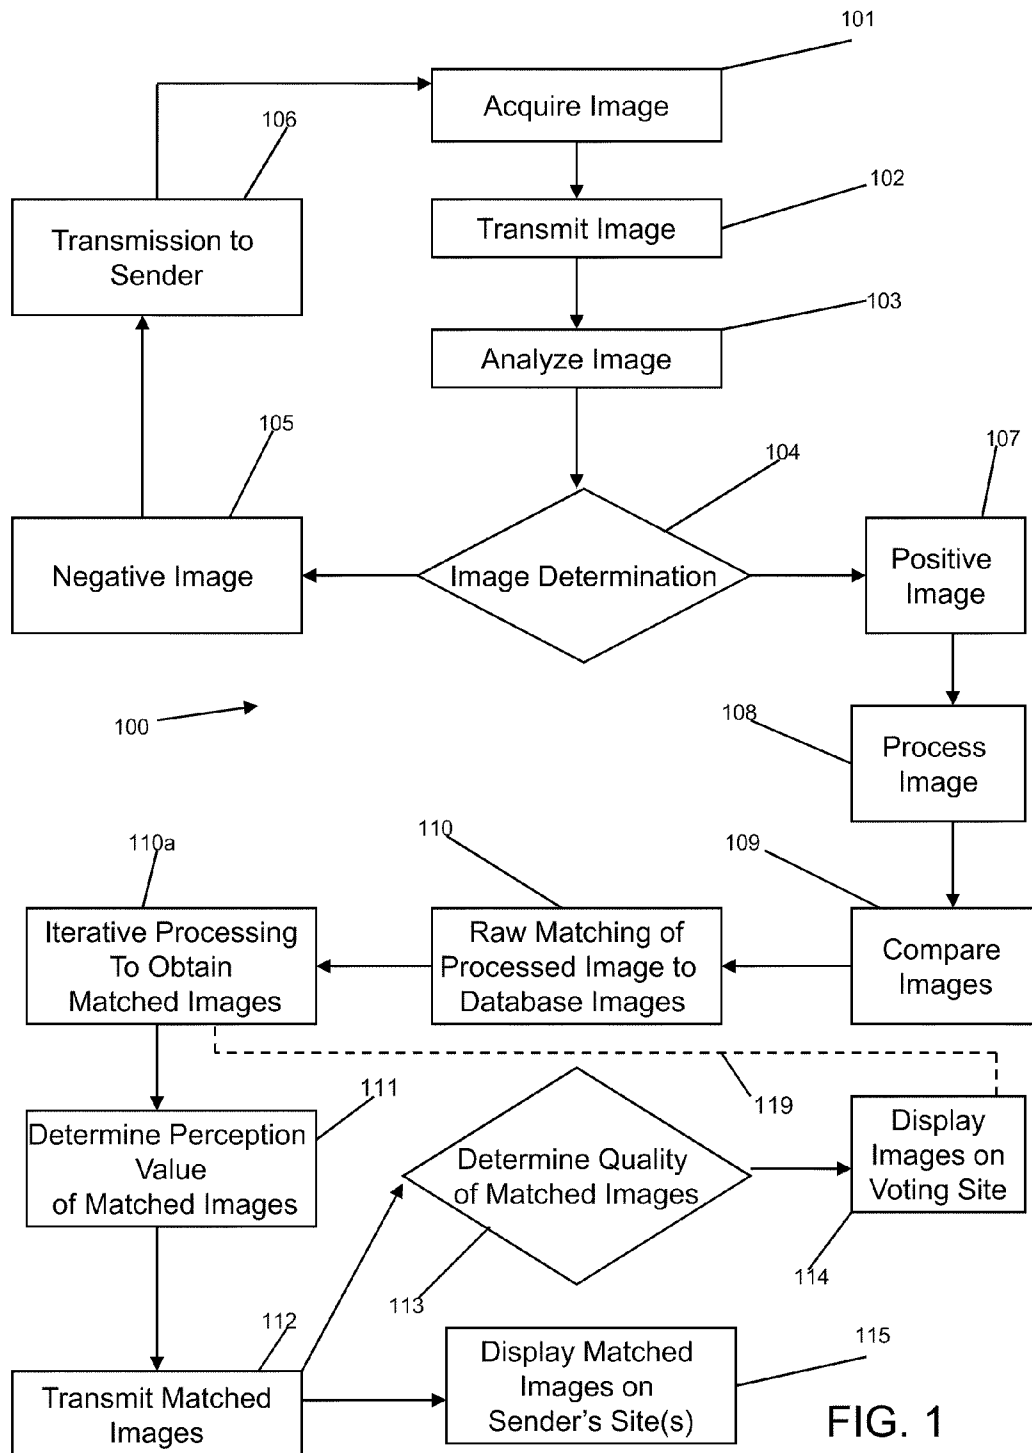 101
Acquire Image
106
102
Transmission to
Sender
Transmit Image
103
Analyze Image
105
104
107
Negative Image
Image Determination
Positive
Image
100
108
Process
Image
110a
110
109
Iterative Processing
To Obtain
Matched Images
Raw Matching of
Processed Image to
Database Images
Compare
Images
111
119
Determine Perception
Value
of Matched Images
Determine Quality
of Matched Images
Display
Images on
Voting Site
113
114
112
115
Transmit Matched
Images
Display Matched
Images on
Sender's Site(s)
FIG. 1